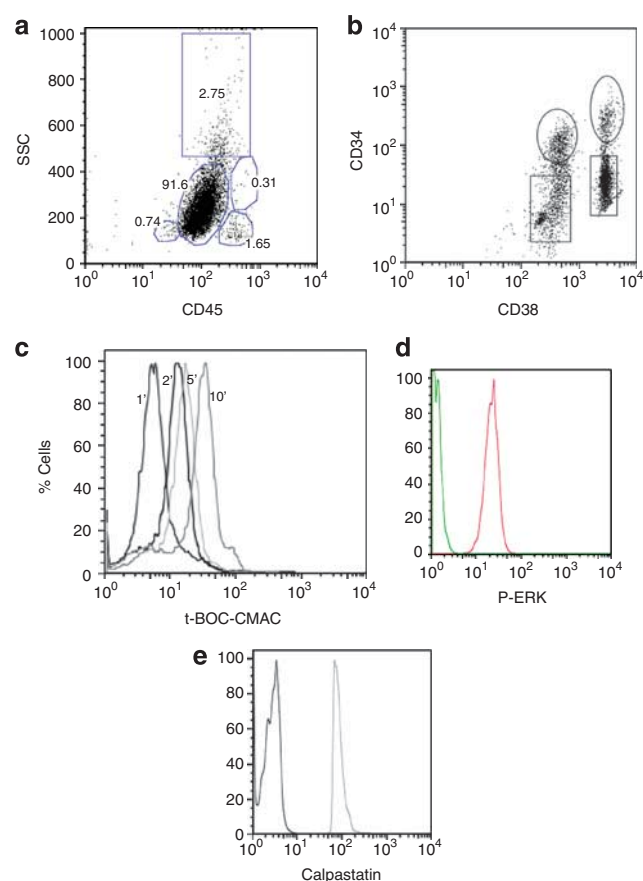 a
1000
800
600
400
200
0
SSC
2.75
91.6
0.31
0.74
1.65
10^0 10^1 10^2 10^3 10^4
CD45
b
10^4
10^3
10^2
10^1
10^0
CD34
10^0 10^1 10^2 10^3 10^4
CD38
c
100
80
60
40
20
0
% Cells
1' 2' 5' 10'
10^0 10^1 10^2 10^3 10^4
t-BOC-CMAC
d
100
80
60
40
20
0
10^0 10^1 10^2 10^3 10^4
P-ERK
e
100
80
60
40
20
0
10^0 10^1 10^2 10^3 10^4
Calpastatin